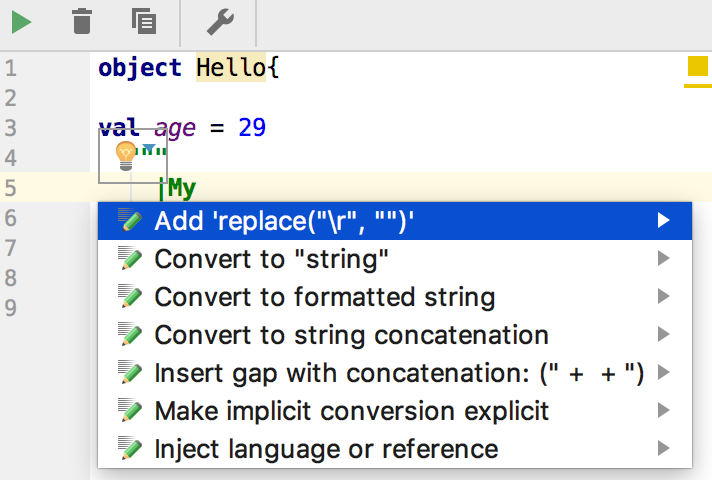 1 object Hello{
2
3 val age = 29
4 """
5 |My
6
7
8
9
Add 'replace("\r", "")'
Convert to "string"
Convert to formatted string
Convert to string concatenation
Insert gap with concatenation: (" + + ")
Make implicit conversion explicit
Inject language or reference